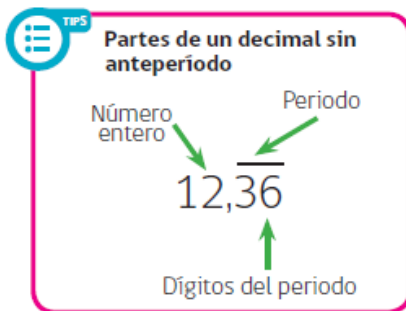 TIPS
Partes de un decimal sin
anteperíodo
Número
entero
Periodo
12,36
Dígitos del periodo